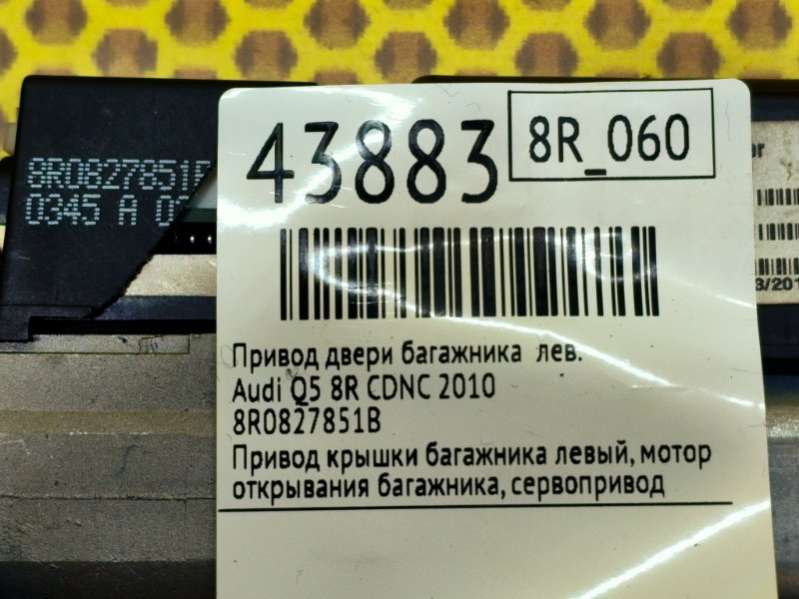 43883
8R_060
8R0827851
0345 A
Привод двери багажника лев.
Audi Q5 8R CDNC 2010
8R0827851B
Привод крышки багажника левый, мотор
открывания багажника, сервопривод